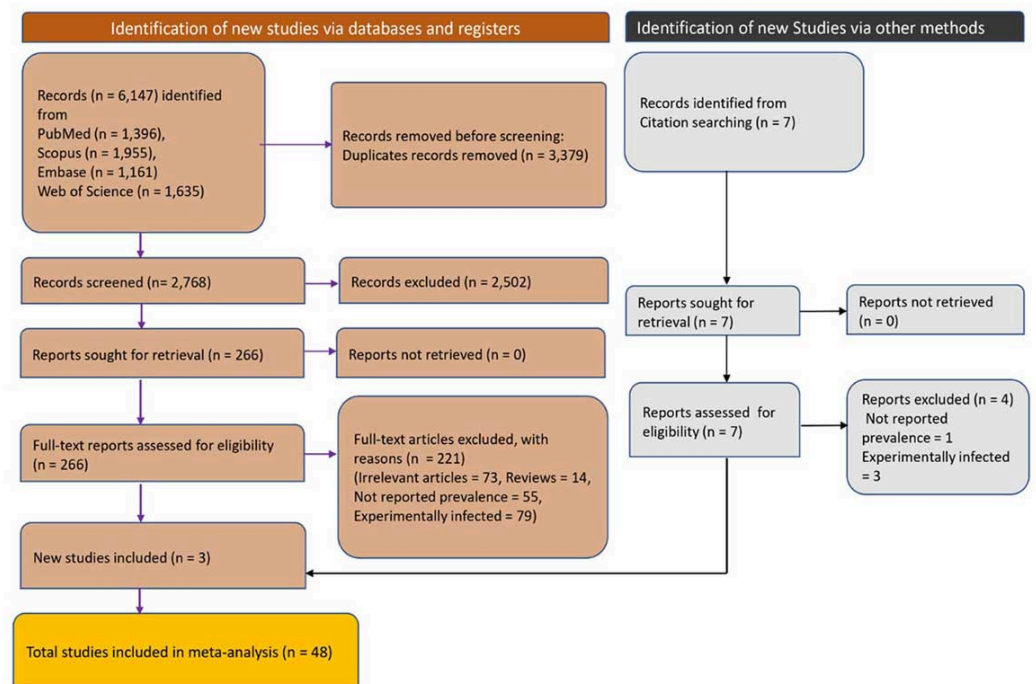 Identification of new studies via databases and registers
Identification of new Studies via other methods
Records (n = 6,147) identified
from
PubMed (n = 1,396),
Scopus (n = 1,955),
Embase (n = 1,161)
Web of Science (n = 1,635)
Records removed before screening:
Duplicates records removed (n = 3,379)
Records identified from
Citation searching (n = 7)
Records screened (n= 2,768)
Records excluded (n = 2,502)
Reports sought for
retrieval (n = 7)
Reports not retrieved
(n = 0)
Reports sought for retrieval (n = 266)
Reports not retrieved (n = 0)
Full-text reports assessed for eligibility
(n = 266)
Full-text articles excluded, with
reasons (n = 221)
(Irrelevant articles = 73, Reviews = 14,
Not reported prevalence = 55,
Experimentally infected = 79)
Reports assessed for
eligibility (n = 7)
Reports excluded (n = 4)
Not reported
prevalence = 1
Experimentally infected
= 3
New studies included (n = 3)
Total studies included in meta-analysis (n = 48)